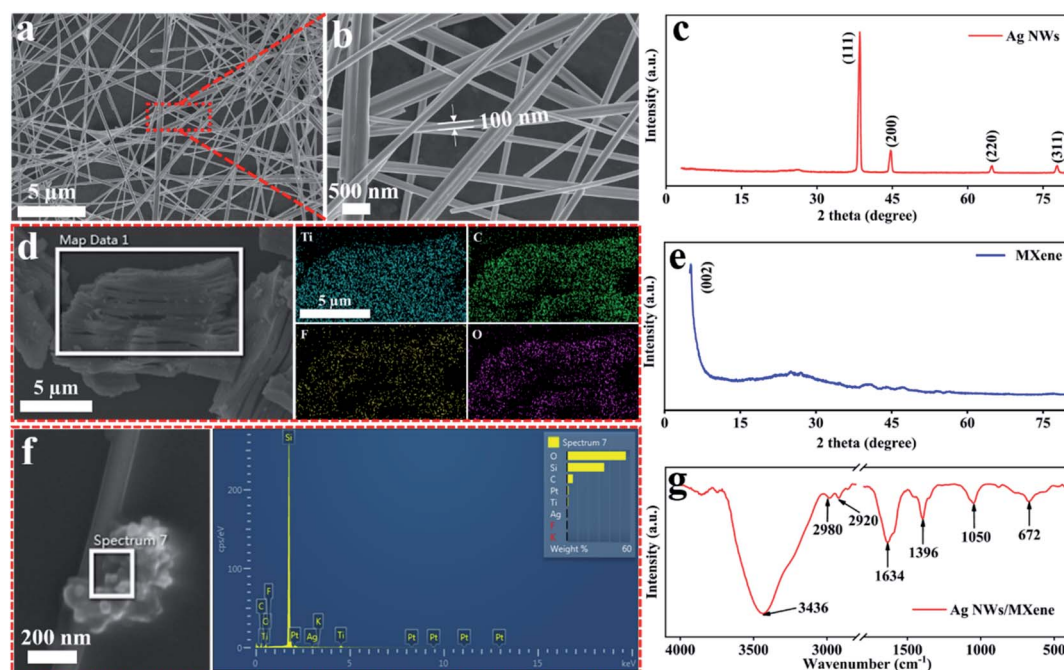 a
5 μm
b
100 nm
500 nm
c
Ag NWs
(111)
(200)
(220)
(311)
Intensity (a.u.)
15 30 45 60 75
2 theta (degree)
d
Map Data 1
5 μm
Ti
5 μm
C
F
O
e
MXene
(002)
Intensity (a.u.)
15 30 45 60 75
2 theta (degree)
f
Spectrum 7
200 nm
Si
200
100
0
cps/eV
C
F
O
Ti
Pt
Ag
K
Ti
Pt
Pt
Pt
Pt
0 5 10 15 keV
Spectrum 7
O
Si
C
Pt
Ti
Ag
F
K
0 Weight % 60
g
2980
2920
1634
1396
1050
672
3436
Ag NWs/MXene
Intensity (a.u.)
4000 3500 3000 1500 1000 500
Wavenumber (cm⁻¹)